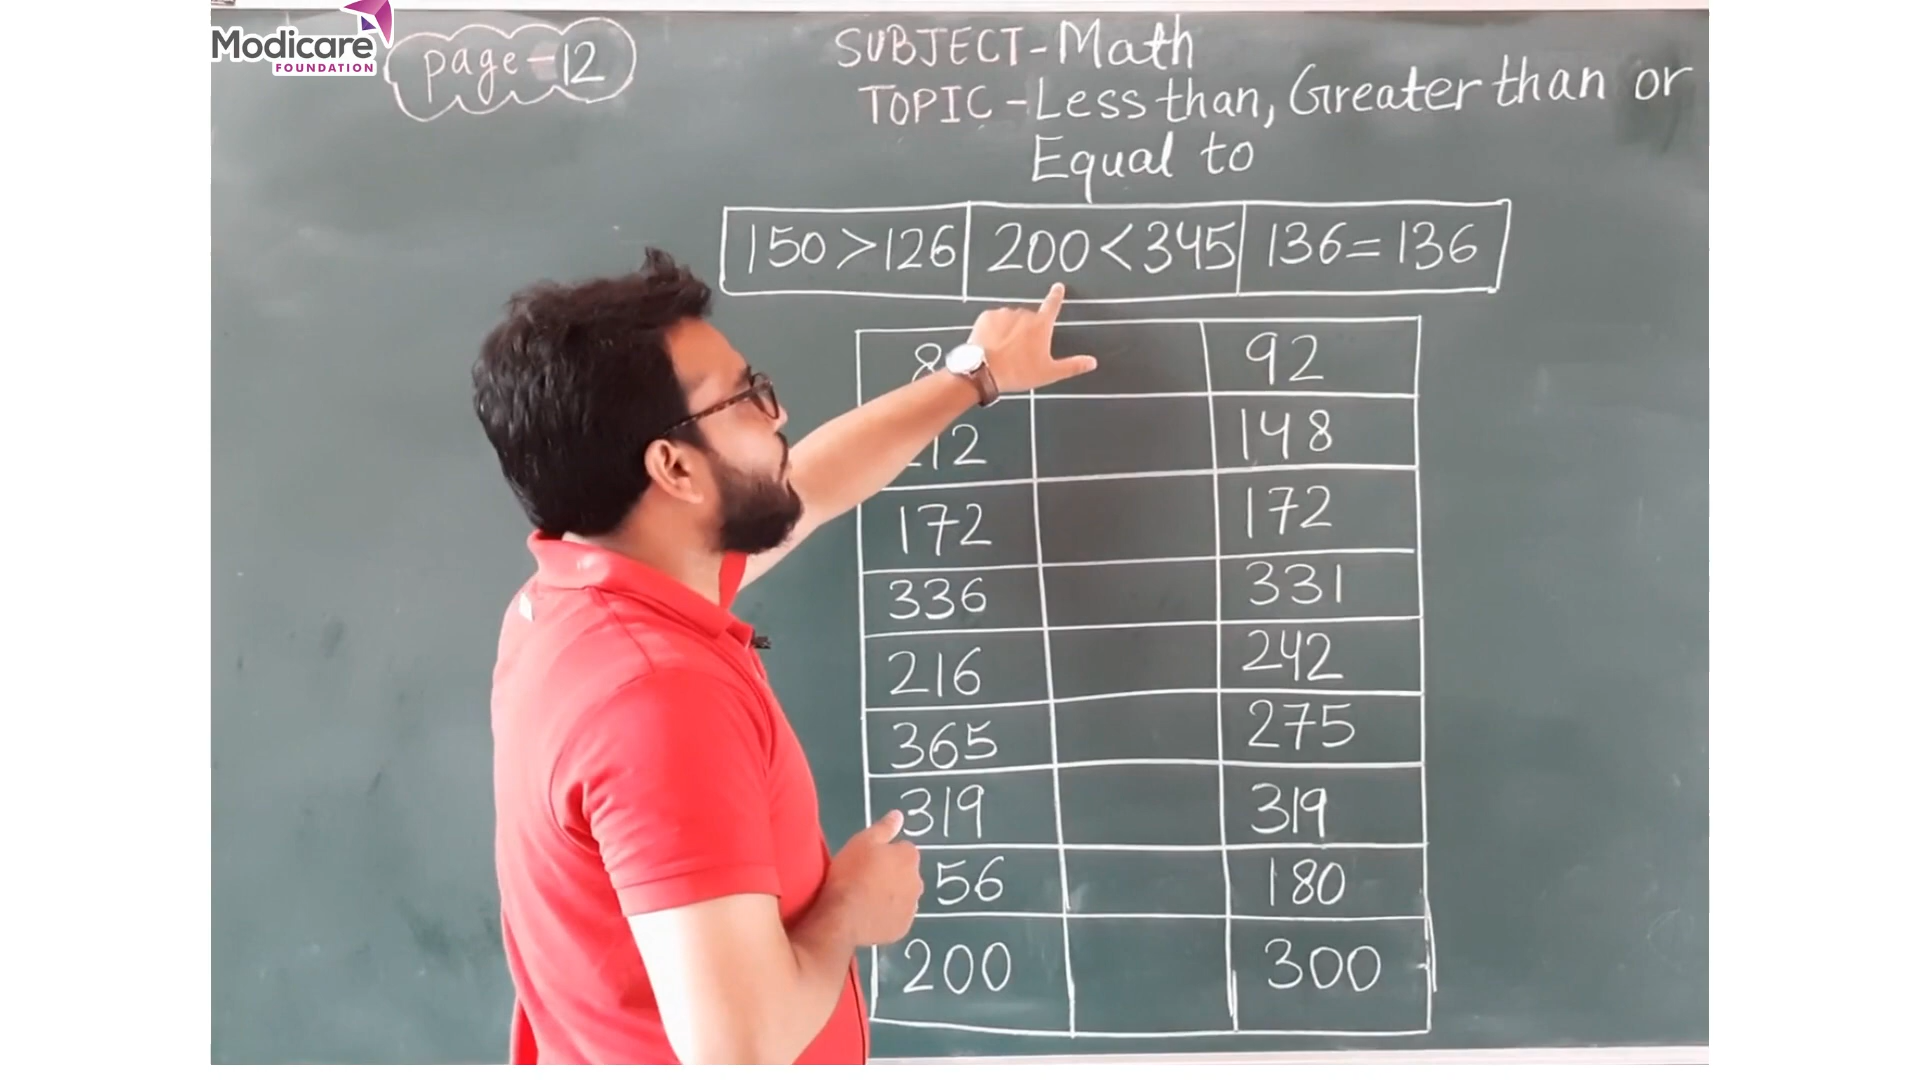 Modicare
FOUNDATION
page-12
SUBJECT-Math
TOPIC-Less than, Greater than or
Equal to
150>126 200<345 136=136
92
148
172 172
336 331
216 242
365 275
319 319
180
200 300